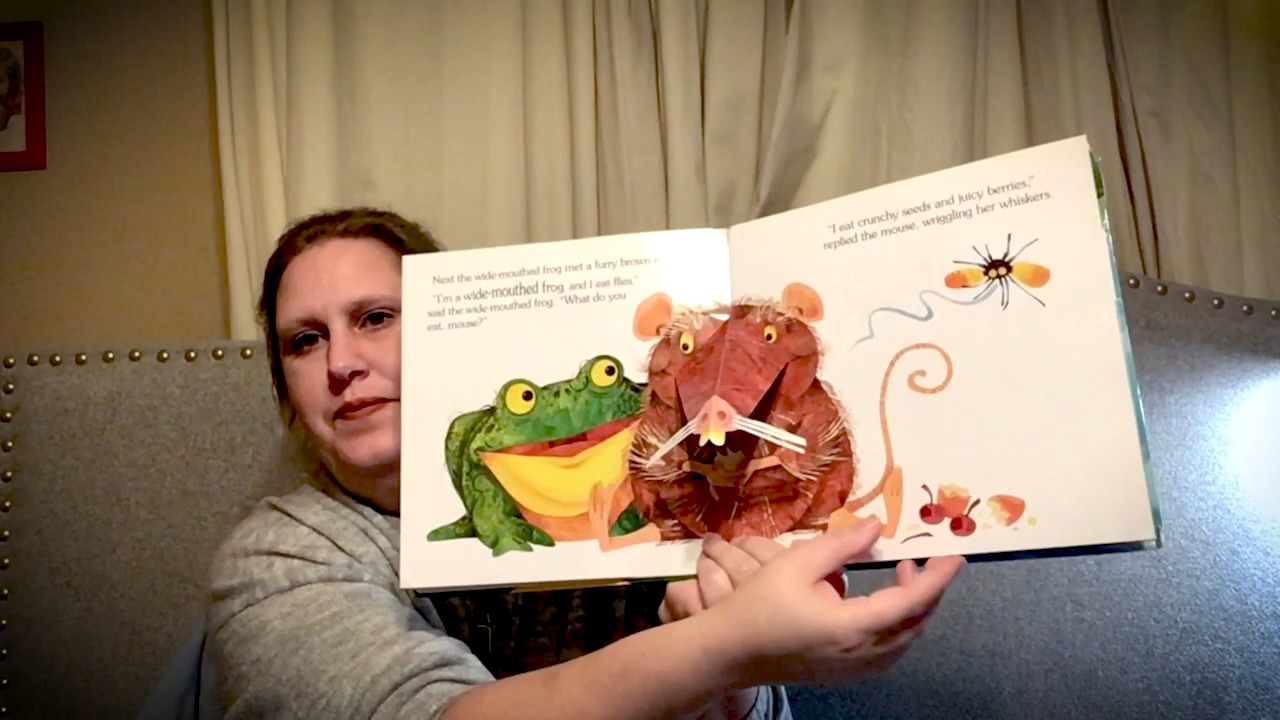 Next the wide-mouthed frog met a furry brown
"I'm a wide-mouthed frog and I eat flies,"
said the wide-mouthed frog. "What do you
eat, mouse?"
"I eat crunchy seeds and juicy berries,"
replied the mouse, wriggling her whiskers.